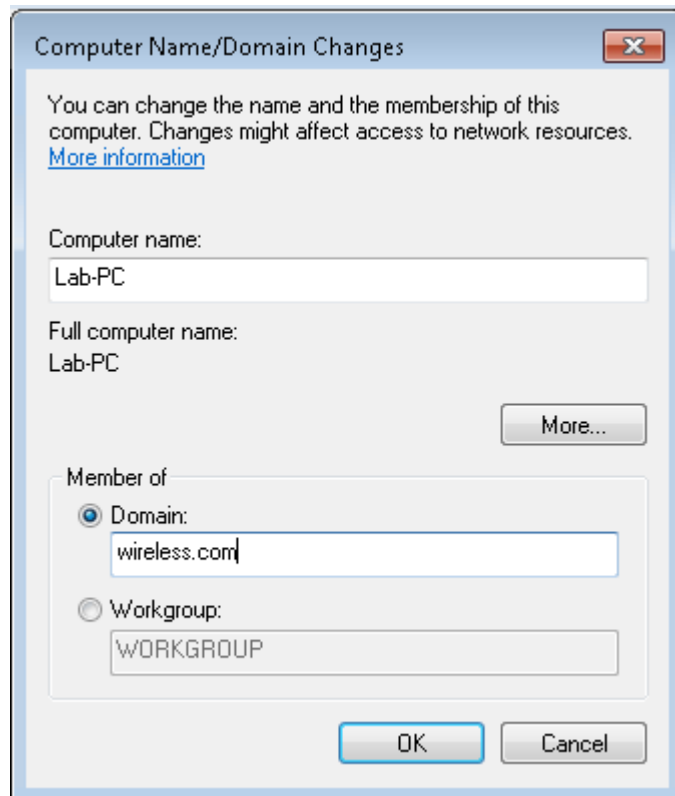 Computer Name/Domain Changes
You can change the name and the membership of this
computer. Changes might affect access to network resources.
More information
Computer name:
Lab-PC
Full computer name:
Lab-PC
More...
Member of
Domain:
wireless.com
Workgroup:
WORKGROUP
OK
Cancel